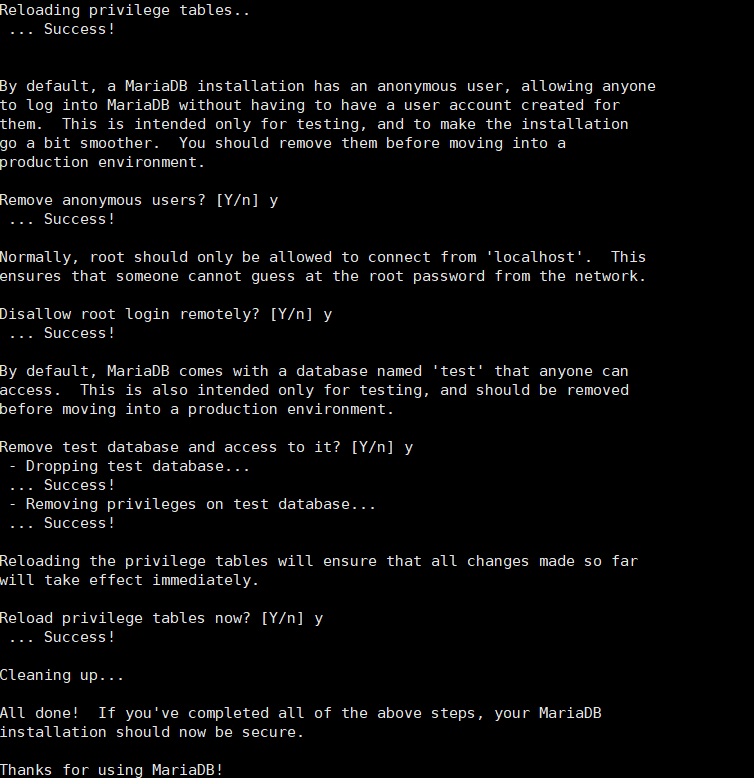 Reloading privilege tables..
 ... Success!
By default, a MariaDB installation has an anonymous user, allowing anyone
to log into MariaDB without having to have a user account created for
them.  This is intended only for testing, and to make the installation
go a bit smoother.  You should remove them before moving into a
production environment.
Remove anonymous users? [Y/n] y
 ... Success!
Normally, root should only be allowed to connect from 'localhost'.  This
ensures that someone cannot guess at the root password from the network.
Disallow root login remotely? [Y/n] y
 ... Success!
By default, MariaDB comes with a database named 'test' that anyone can
access.  This is also intended only for testing, and should be removed
before moving into a production environment.
Remove test database and access to it? [Y/n] y
 - Dropping test database...
 ... Success!
 - Removing privileges on test database...
 ... Success!
Reloading the privilege tables will ensure that all changes made so far
will take effect immediately.
Reload privilege tables now? [Y/n] y
 ... Success!
Cleaning up...
All done!  If you've completed all of the above steps, your MariaDB
installation should now be secure.
Thanks for using MariaDB!